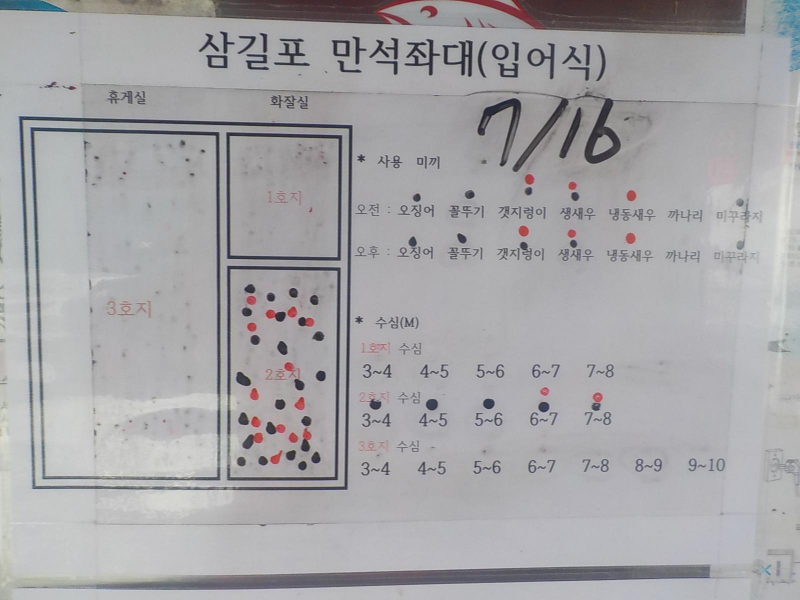 삼길포 만석좌대(입어식)
휴게실 화잘실
7/16
* 사용 미끼
1호지
오전 : 오징어 꼴뚜기 갯지렁이 생새우 냉동새우 까나리 미꾸라지
오후 : 오징어 꼴뚜기 갯지렁이 생새우 냉동새우 까나리 미꾸라지
3호지
* 수심(M)
1호지 수심
3~4 4~5 5~6 6~7 7~8
2호지
2호지 수심
3~4 4~5 5~6 6~7 7~8
3호지 수심 -
3~4 4~5 5~6 6~7 7~8 8~9 9~10